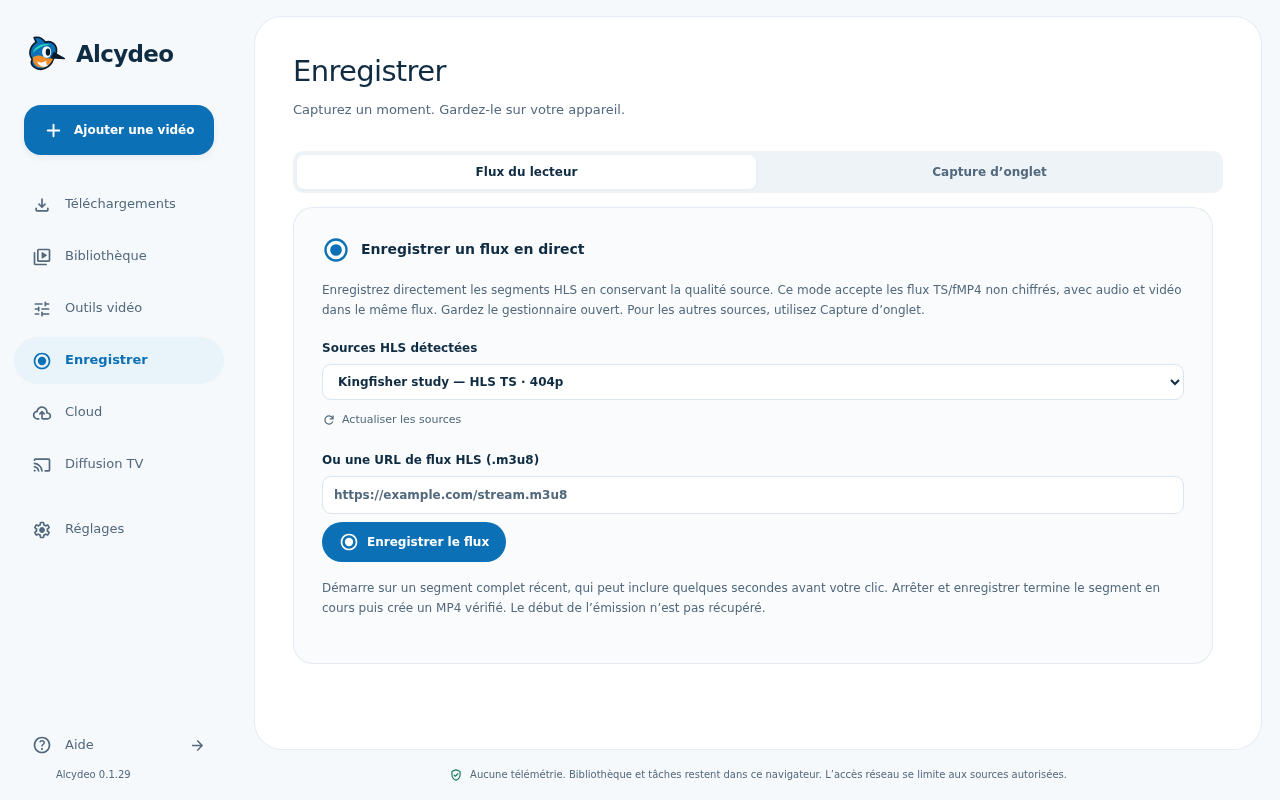 Alcydeo
Ajouter une vidéo
Téléchargements
Bibliothèque
Outils vidéo
Enregistrer
Cloud
Diffusion TV
Réglages
Aide
Alcydeo 0.1.29
Enregistrer
Capturez un moment. Gardez-le sur votre appareil.
Flux du lecteur
Capture d’onglet
Enregistrer un flux en direct
Enregistrez directement les segments HLS en conservant la qualité source. Ce mode accepte les flux TS/fMP4 non chiffrés, avec audio et vidéo
dans le même flux. Gardez le gestionnaire ouvert. Pour les autres sources, utilisez Capture d’onglet.
Sources HLS détectées
Kingfisher study — HLS TS · 404p
Actualiser les sources
Ou une URL de flux HLS (.m3u8)
https://example.com/stream.m3u8
Enregistrer le flux
Démarre sur un segment complet récent, qui peut inclure quelques secondes avant votre clic. Arrêter et enregistrer termine le segment en
cours puis crée un MP4 vérifié. Le début de l’émission n’est pas récupéré.
Aucune télémétrie. Bibliothèque et tâches restent dans ce navigateur. L’accès réseau se limite aux sources autorisées.